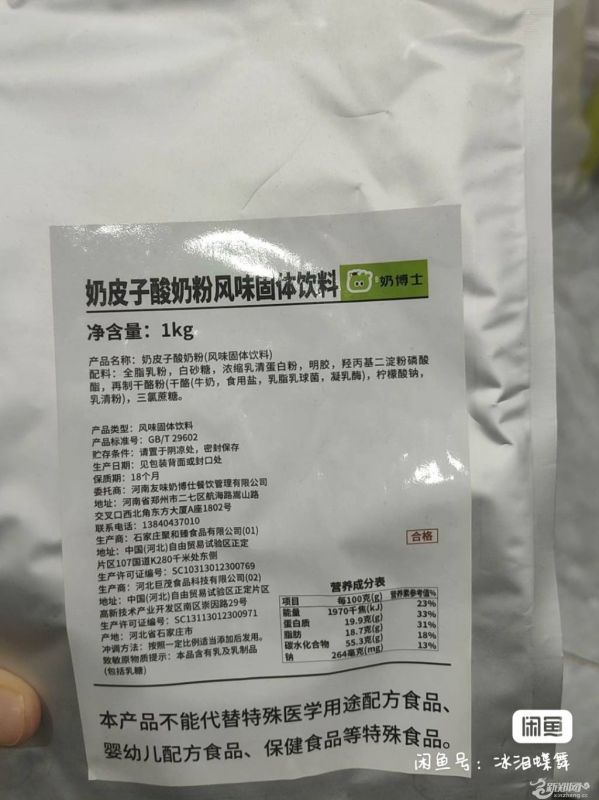 奶皮子酸奶粉风味固体饮料
奶博士
净含量：1kg
产品名称：奶皮子酸奶粉(风味固体饮料)
配料：全脂乳粉，白砂糖，浓缩乳清蛋白粉，明胶，羟丙基二淀粉磷酸
酯，再制干酪粉(干酪(牛奶，食用盐，乳脂乳球菌，凝乳酶)，柠檬酸钠，
乳清粉)，三氯蔗糖。
产品类型：风味固体饮料
产品标准号：GB/T 29602
贮存条件：请置于阴凉处，密封保存
生产日期：见包装背面或封口处
保质期：18个月
委托商：河南友味奶博仕餐饮管理有限公司
地址：河南省郑州市二七区航海路嵩山路
交叉口西北角东方大厦A座1802号
联系电话：13840437010
生产商：石家庄聚和臻食品有限公司(01)
地址：中国(河北)自由贸易试验区正定
片区107国道K280千米处东侧
生产许可证编号：SC10313012300769
生产商：河北巨茂食品科技有限公司(02)
地址：中国(河北)自由贸易试验区正定片区
高新技术产业开发区南区崇因路29号
生产许可证编号：SC11313012300971
产地：河北省石家庄市
冲调方法：按照一定比例适当添加后发用。
致敏原物质提示：本品含有乳及乳制品
(包括乳糖)
合格
营养成分表
项目 每100克(g) 营养素参考值%
能量 1970千焦(kJ) 23%
蛋白质 19.9克(g) 33%
脂肪 18.7克(g) 31%
碳水化合物 55.3克(g) 18%
钠 264毫克(mg) 13%
本产品不能代替特殊医学用途配方食品、
婴幼儿配方食品、保健食品等特殊食品。
闲鱼
闲鱼号：冰泪蝶舞
新郑网
xinzheng.cc